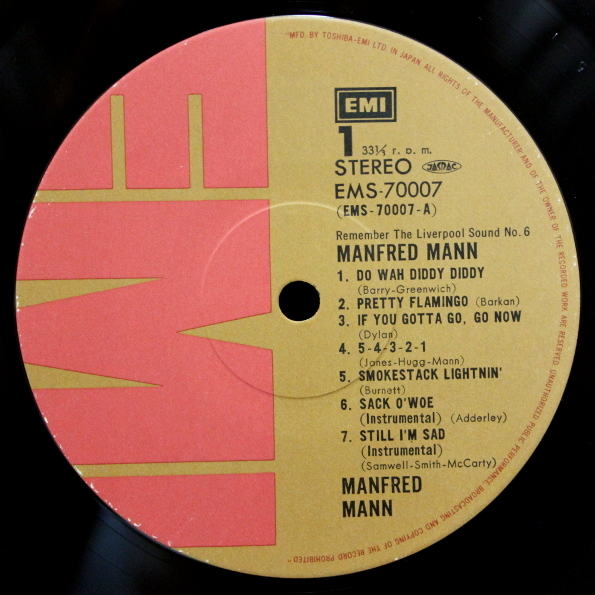 "MFD. BY TOSHIBA-EMI LTD. IN JAPAN. ALL RIGHTS OF THE MANUFACTURER AND OF THE OWNER OF THE RECORDED WORK ARE RESERVED. UNAUTHORIZED PUBLIC PERFORMANCE, BROADCASTING AND COPYING OF THE RECORD PROHIBITED"
EMI
EMI
1 33⅓ r. p. m.
STEREO JASRAC
EMS-70007
(EMS-70007-A)
Remember The Liverpool Sound No.6
MANFRED MANN
1. DO WAH DIDDY DIDDY
(Barry-Greenwich)
2. PRETTY FLAMINGO (Barkan)
3. IF YOU GOTTA GO, GO NOW
(Dylan)
4. 5-4-3-2-1
(Jones-Hugg-Mann)
5. SMOKESTACK LIGHTNIN'
(Burnett)
6. SACK O'WOE
(Instrumental) (Adderley)
7. STILL I'M SAD
(Instrumental)
(Samwell-Smith-McCarty)
MANFRED
MANN